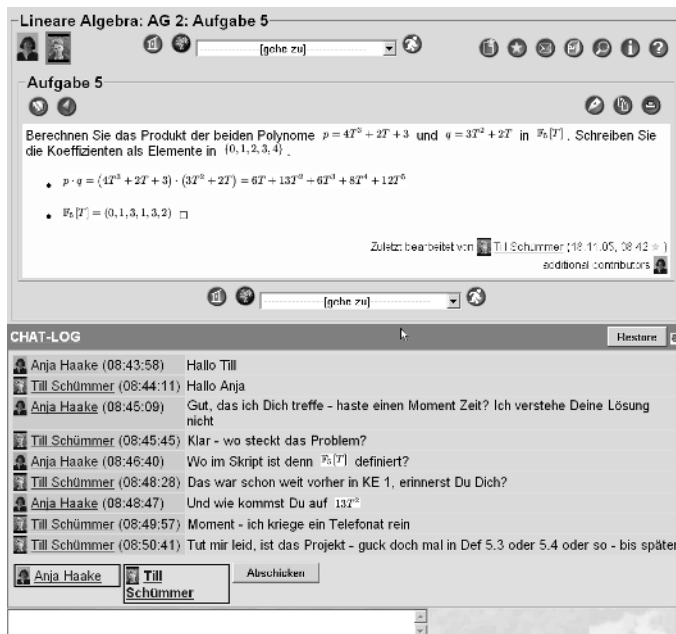 Lineare Algebra: AG 2: Aufgabe 5
[gehe zu]
Aufgabe 5
Berechnen Sie das Produkt der beiden Polynome p = 4T³ + 2T + 3 und q = 3T² + 2T in 𝔽₅[T] . Schreiben Sie
die Koeffizienten als Elemente in {0,1,2,3,4} .
• p · q = (4T³ + 2T + 3) · (3T² + 2T) = 6T + 13T² + 6T³ + 8T⁴ + 12T⁵
• 𝔽₅[T] = (0,1,3,1,3,2) □
Zuletzt bearbeitet von Till Schümmer (18.11.05, 08:42 )
additional contributors
[gehe zu]
CHAT-LOG Restore
Anja Haake (08:43:58) Hallo Till
Till Schümmer (08:44:11) Hallo Anja
Anja Haake (08:45:09) Gut, das ich Dich treffe - haste einen Moment Zeit? Ich verstehe Deine Lösung
nicht
Till Schümmer (08:45:45) Klar - wo steckt das Problem?
Anja Haake (08:46:40) Wo im Skript ist denn 𝔽₅[T] definiert?
Till Schümmer (08:48:28) Das war schon weit vorher in KE 1, erinnerst Du Dich?
Anja Haake (08:48:47) Und wie kommst Du auf 13T²
Till Schümmer (08:49:57) Moment - ich kriege ein Telefonat rein
Till Schümmer (08:50:41) Tut mir leid, ist das Projekt - guck doch mal in Def 5.3 oder 5.4 oder so - bis später
Anja Haake Till Abschicken
Schümmer